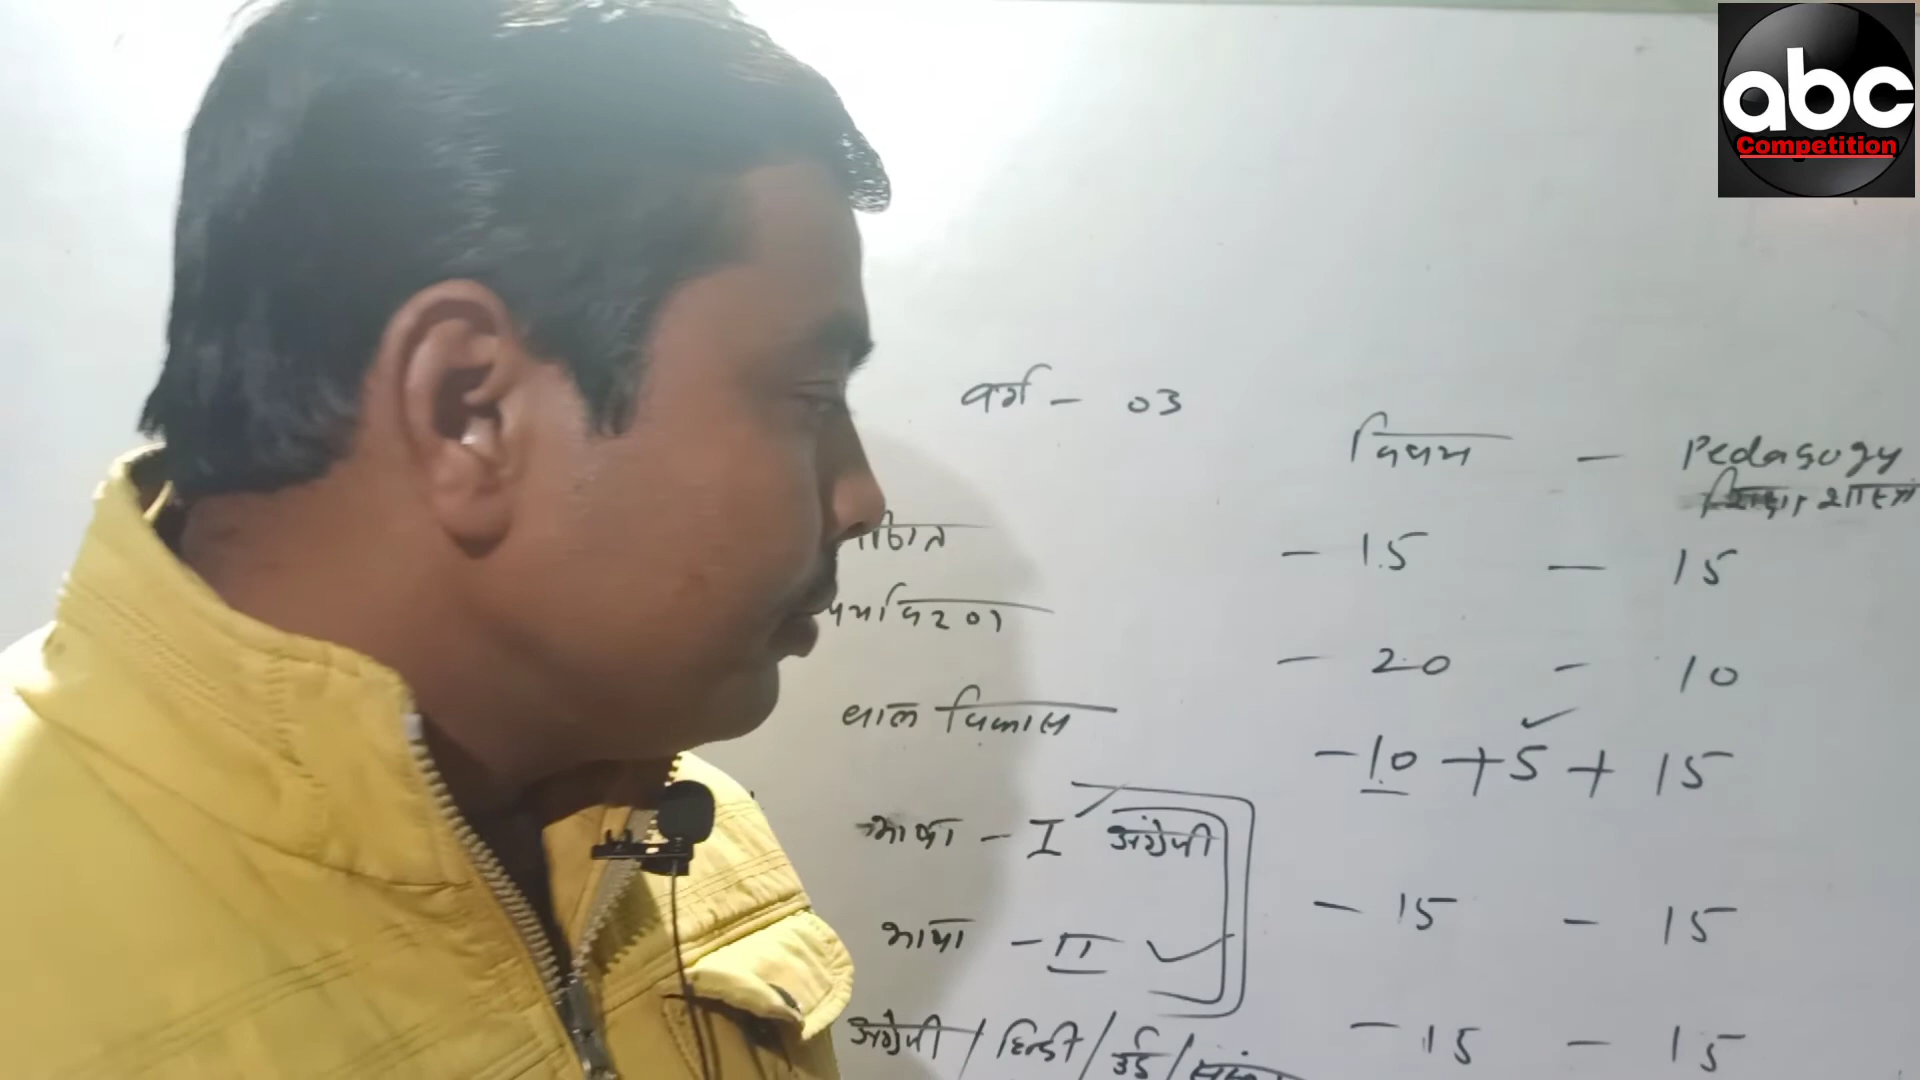 abc
Competition
वर्ग - 03
विषय - Pedagogy
शिक्षा शास्त्र
- 15 - 15
पर्यावरण - 20 - 10
बाल विकास - 10 + 5 + 15
भाषा - I अंग्रेजी - 15 - 15
भाषा - II - 15 - 15
अंग्रेजी / हिन्दी / उर्दू /